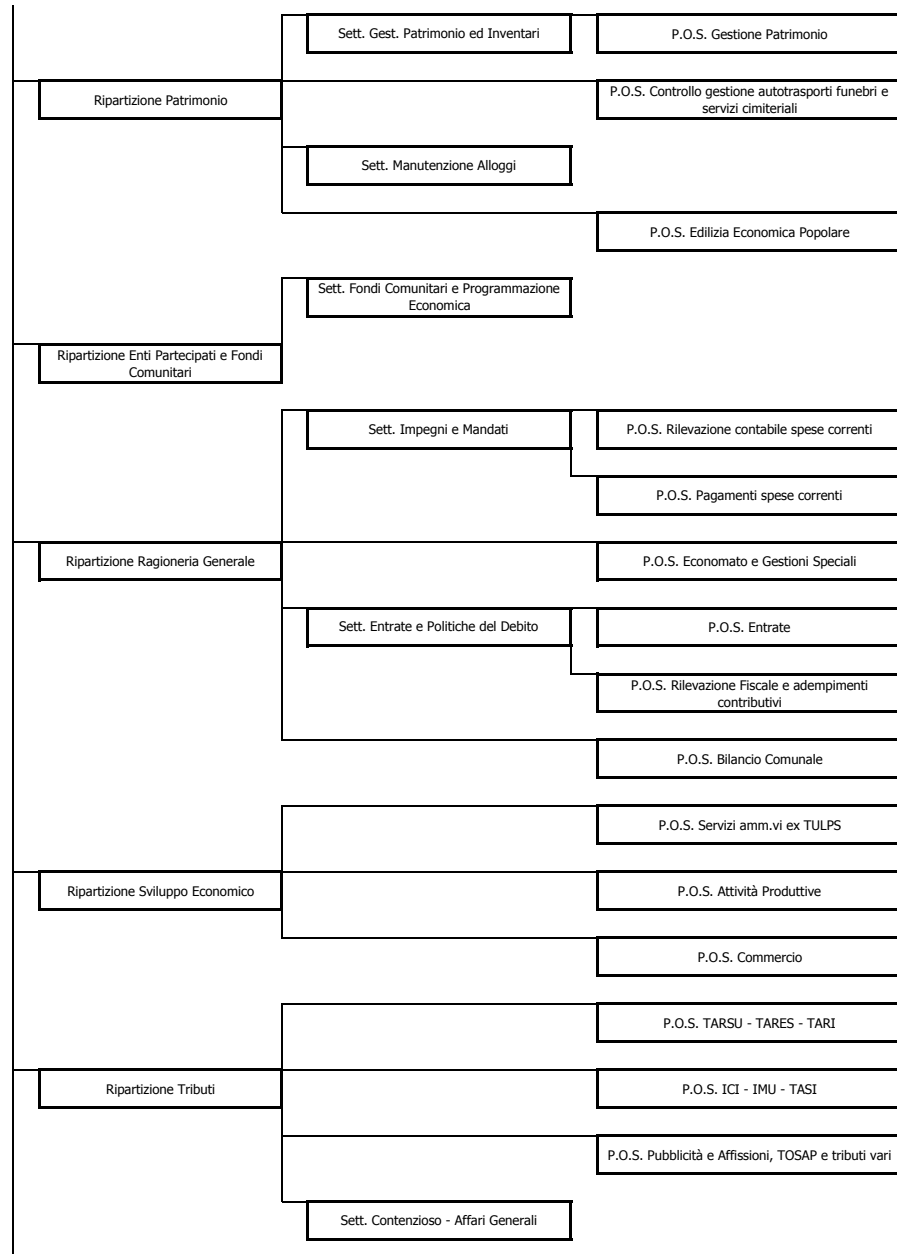 Sett. Gest. Patrimonio ed Inventari
P.O.S. Gestione Patrimonio
Ripartizione Patrimonio
P.O.S. Controllo gestione autotrasporti funebri e
servizi cimiteriali
Sett. Manutenzione Alloggi
P.O.S. Edilizia Economica Popolare
Sett. Fondi Comunitari e Programmazione
Economica
Ripartizione Enti Partecipati e Fondi
Comunitari
Sett. Impegni e Mandati
P.O.S. Rilevazione contabile spese correnti
P.O.S. Pagamenti spese correnti
Ripartizione Ragioneria Generale
P.O.S. Economato e Gestioni Speciali
Sett. Entrate e Politiche del Debito
P.O.S. Entrate
P.O.S. Rilevazione Fiscale e adempimenti
contributivi
P.O.S. Bilancio Comunale
P.O.S. Servizi amm.vi ex TULPS
Ripartizione Sviluppo Economico
P.O.S. Attività Produttive
P.O.S. Commercio
P.O.S. TARSU - TARES - TARI
Ripartizione Tributi
P.O.S. ICI - IMU - TASI
P.O.S. Pubblicità e Affissioni, TOSAP e tributi vari
Sett. Contenzioso - Affari Generali